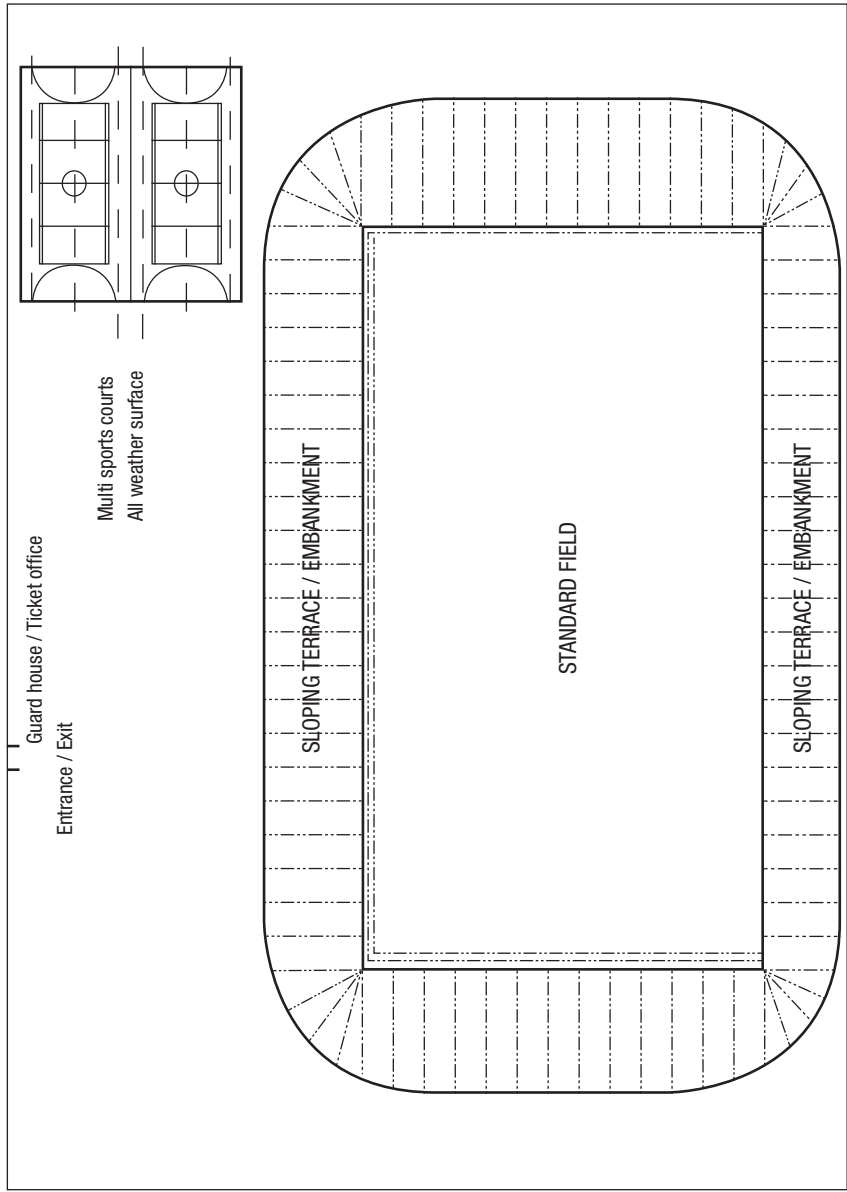 Guard house / Ticket office
Entrance / Exit
Multi sports courts
All weather surface
SLOPING TERRACE / EMBANKMENT
STANDARD FIELD
SLOPING TERRACE / EMBANKMENT